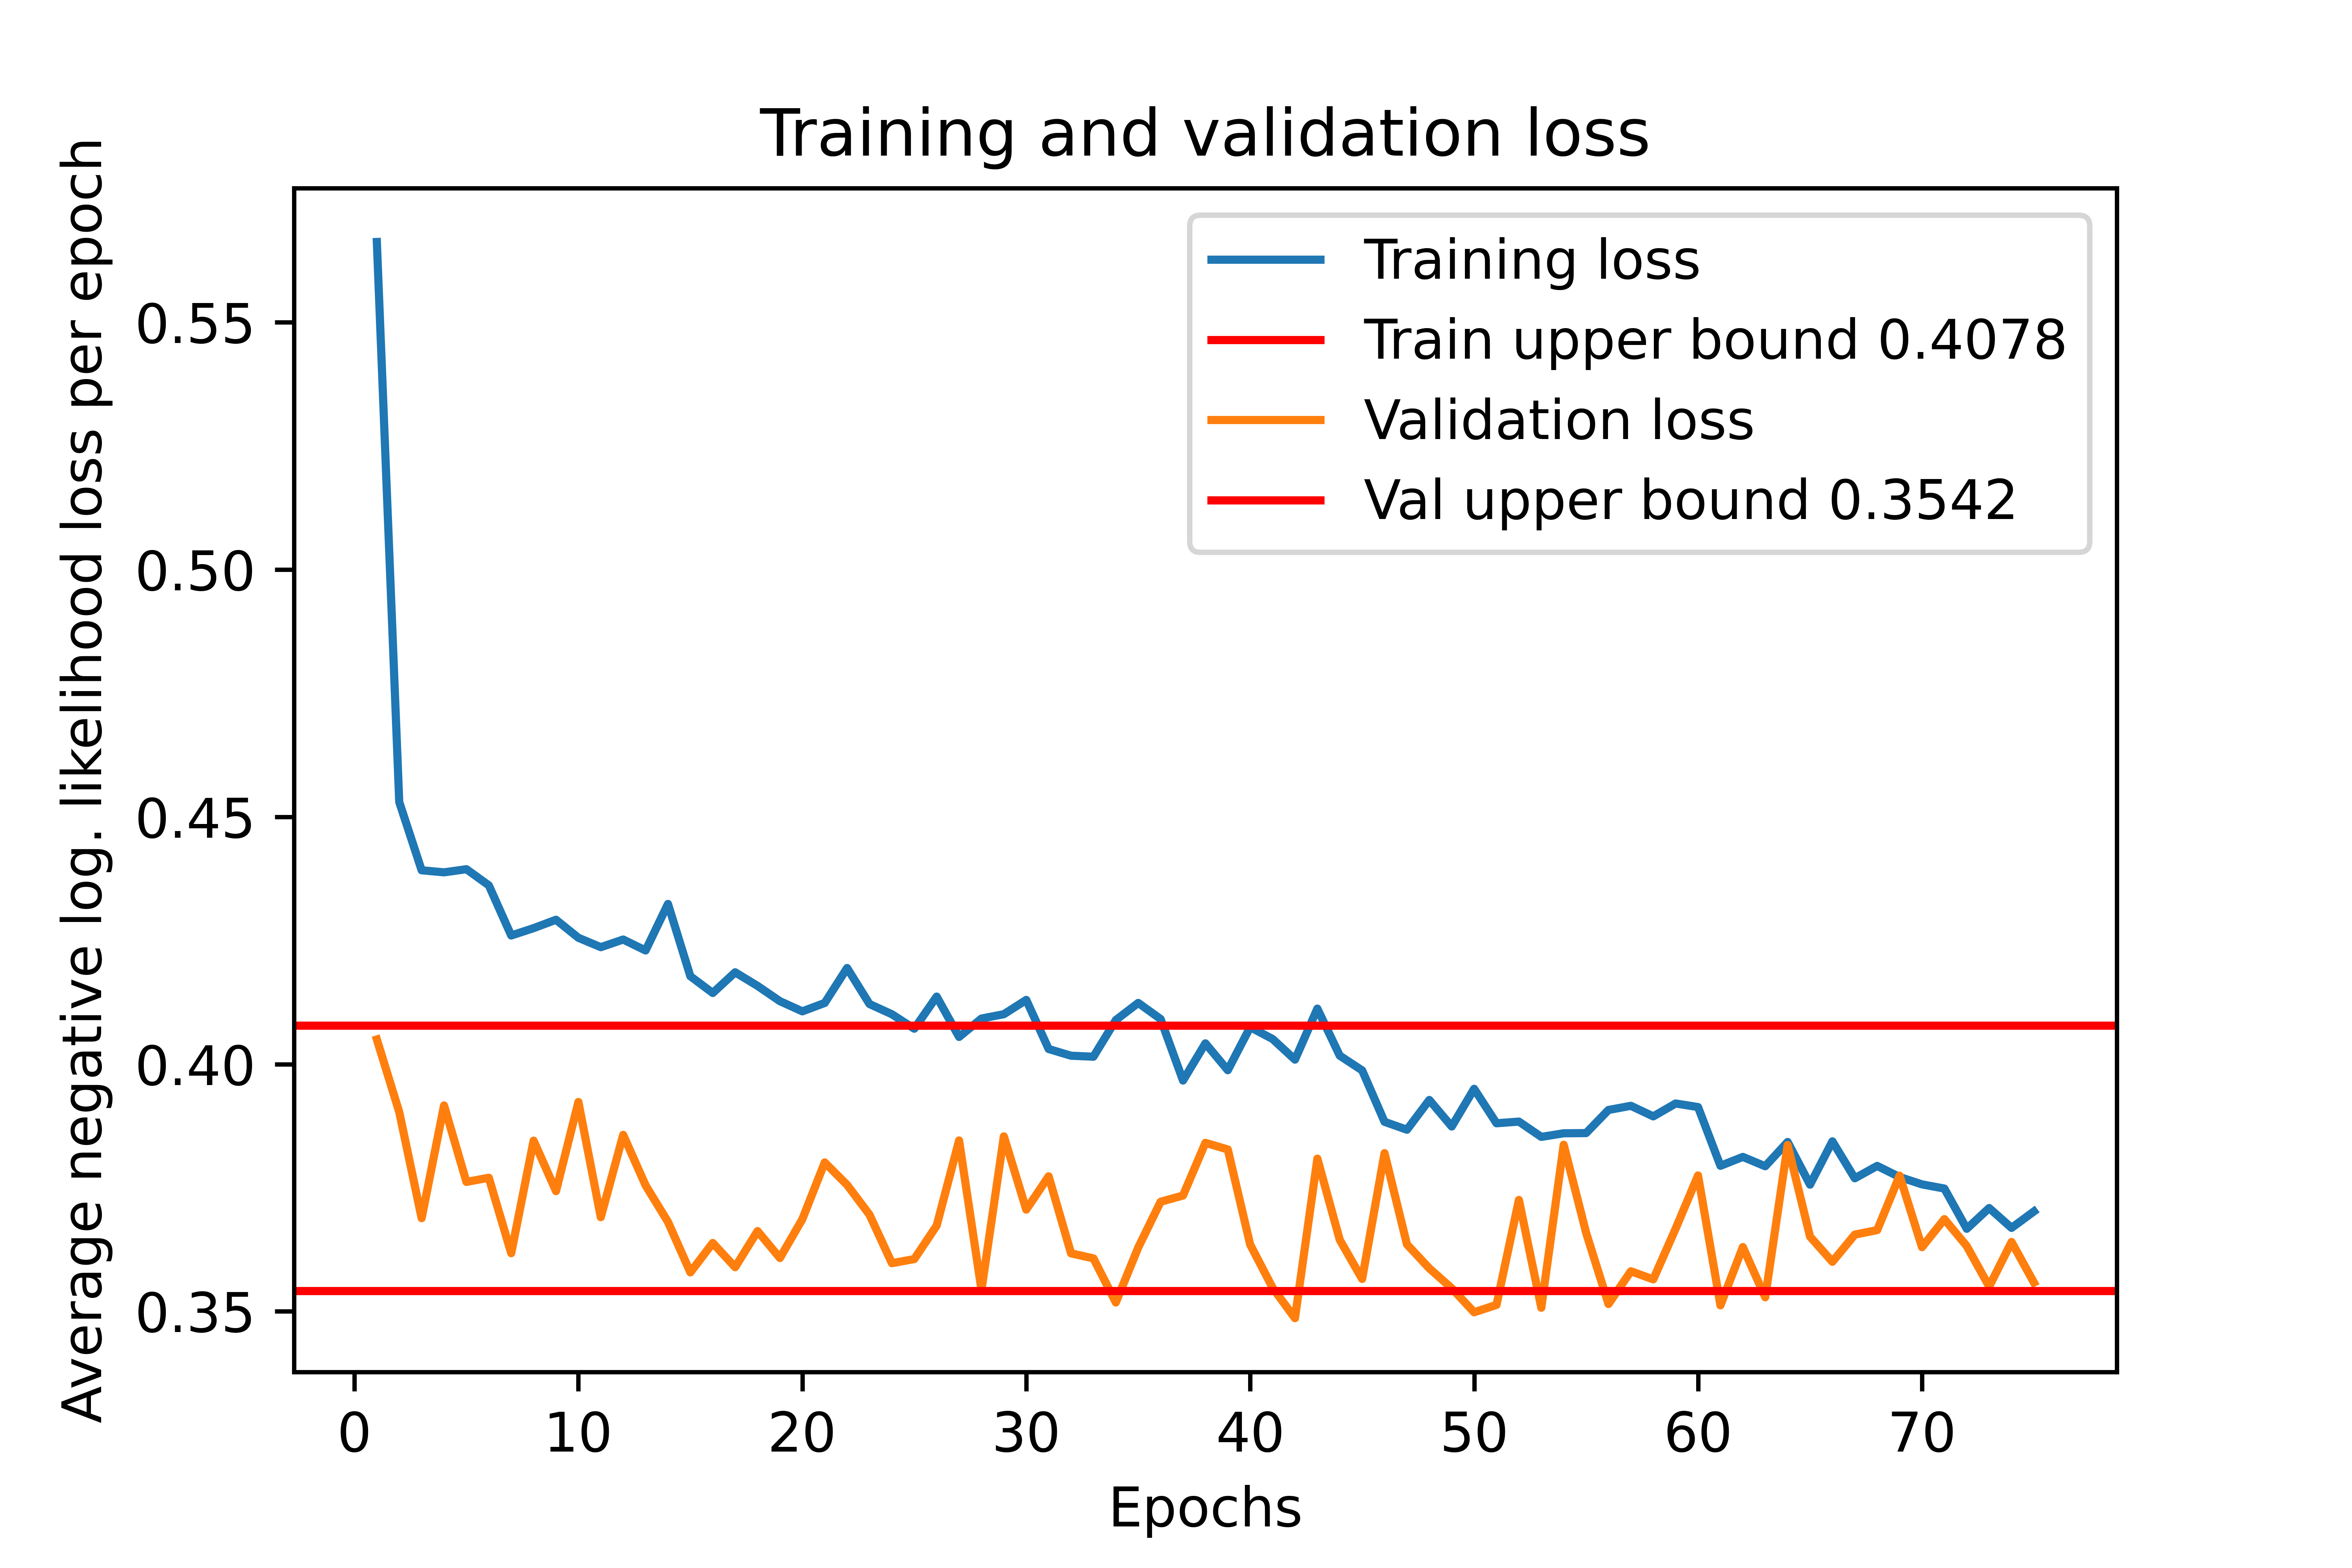 Training and validation loss
Average negative log. likelihood loss per epoch
0.55
0.50
0.45
0.40
0.35
Training loss
Train upper bound 0.4078
Validation loss
Val upper bound 0.3542
0 10 20 30 40 50 60 70
Epochs